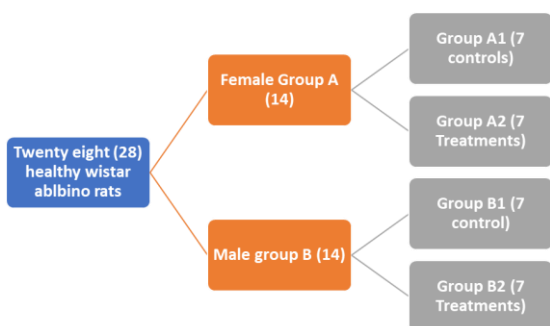 Twenty eight (28)
healthy wistar
ablbino rats
Female Group A
(14)
Male group B (14)
Group A1 (7
controls)
Group A2 (7
Treatments)
Group B1 (7
control)
Group B2 (7
Treatments)